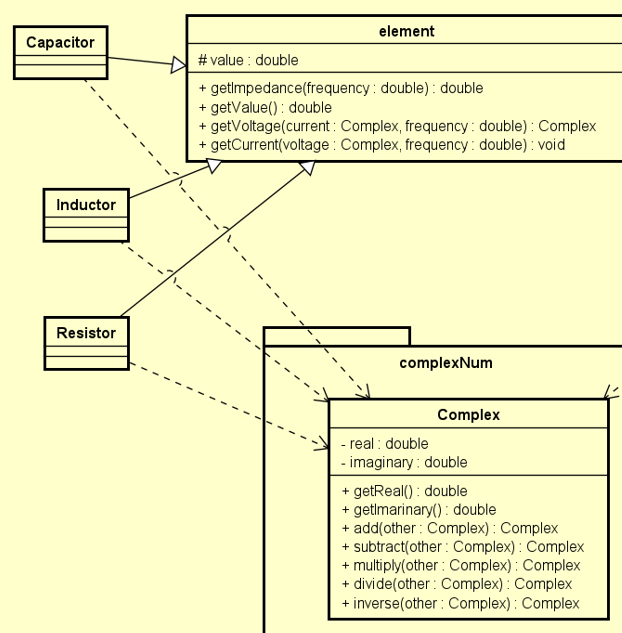 Capacitor
element
# value : double
+ getImpedance(frequency : double) : double
+ getValue() : double
+ getVoltage(current : Complex, frequency : double) : Complex
+ getCurrent(voltage : Complex, frequency : double) : void
Inductor
Resistor
complexNum
Complex
- real : double
- imaginary : double
+ getReal() : double
+ getImarinary() : double
+ add(other : Complex) : Complex
+ subtract(other : Complex) : Complex
+ multiply(other : Complex) : Complex
+ divide(other : Complex) : Complex
+ inverse(other : Complex) : Complex